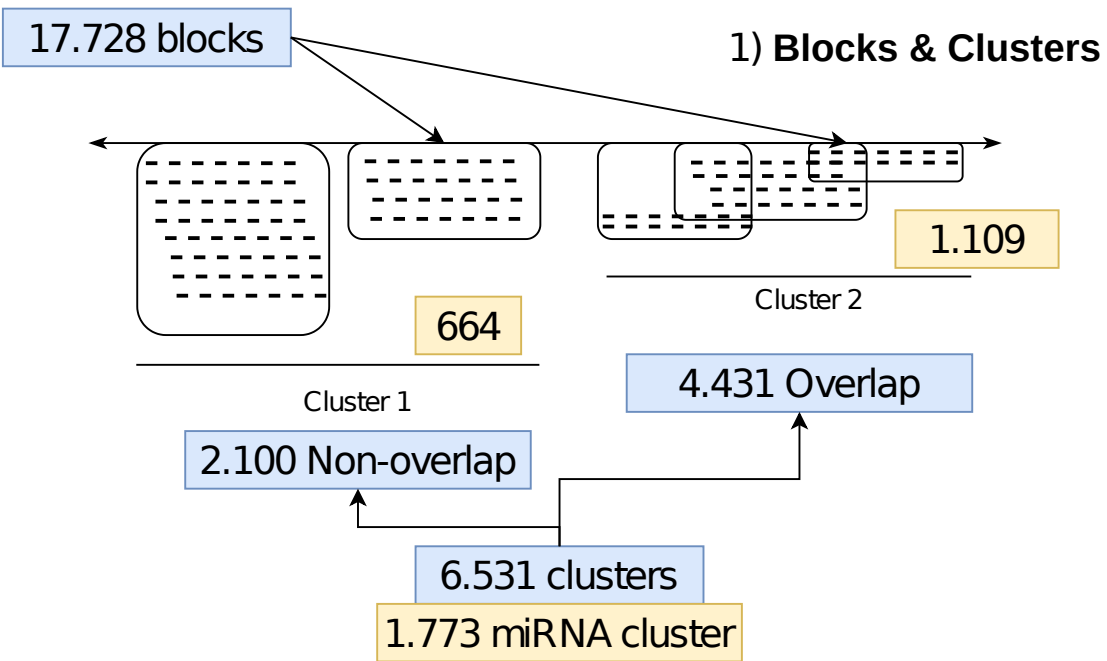 17.728 blocks
1) Blocks & Clusters
1.109
Cluster 2
664
Cluster 1
4.431 Overlap
2.100 Non-overlap
6.531 clusters
1.773 miRNA cluster